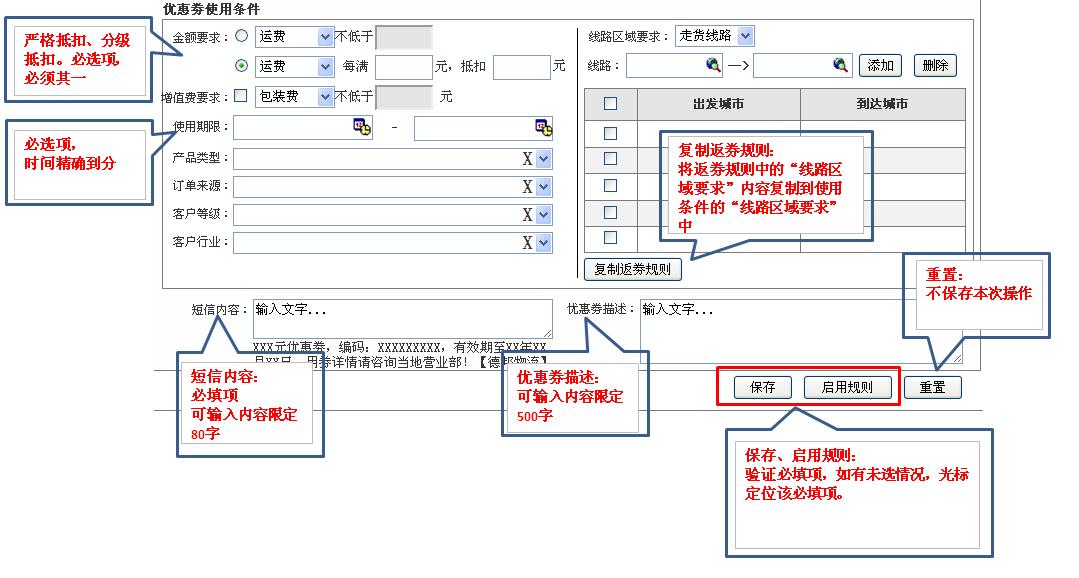 优惠券使用条件
严格抵扣、分级
抵扣。必选项,
必须其一
金额要求: 运费 不低于
运费 每满 元, 抵扣 元
增值费要求: 包装费 不低于 元
必选项,
时间精确到分
使用期限: -
产品类型: X
订单来源: X
客户等级: X
客户行业: X
线路区域要求: 走货线路
线路: —> 添加 删除
出发城市 到达城市
复制返券规则:
将返券规则中的“线路区
域要求”内容复制到使用
条件的“线路区域要求”
中
复制返券规则
重置:
不保存本次操作
短信内容: 输入文字...
XXX元优惠券, 编码: XXXXXXXXX, 有效期至XX年XX
月XX日, 用券详情请咨询当地营业部! 【德邦物流】
优惠券描述: 输入文字...
短信内容:
必填项
可输入内容限定
80字
优惠券描述:
可输入内容限定
500字
保存 启用规则 重置
保存、启用规则:
验证必填项, 如有未选情况, 光标
定位该必填项。